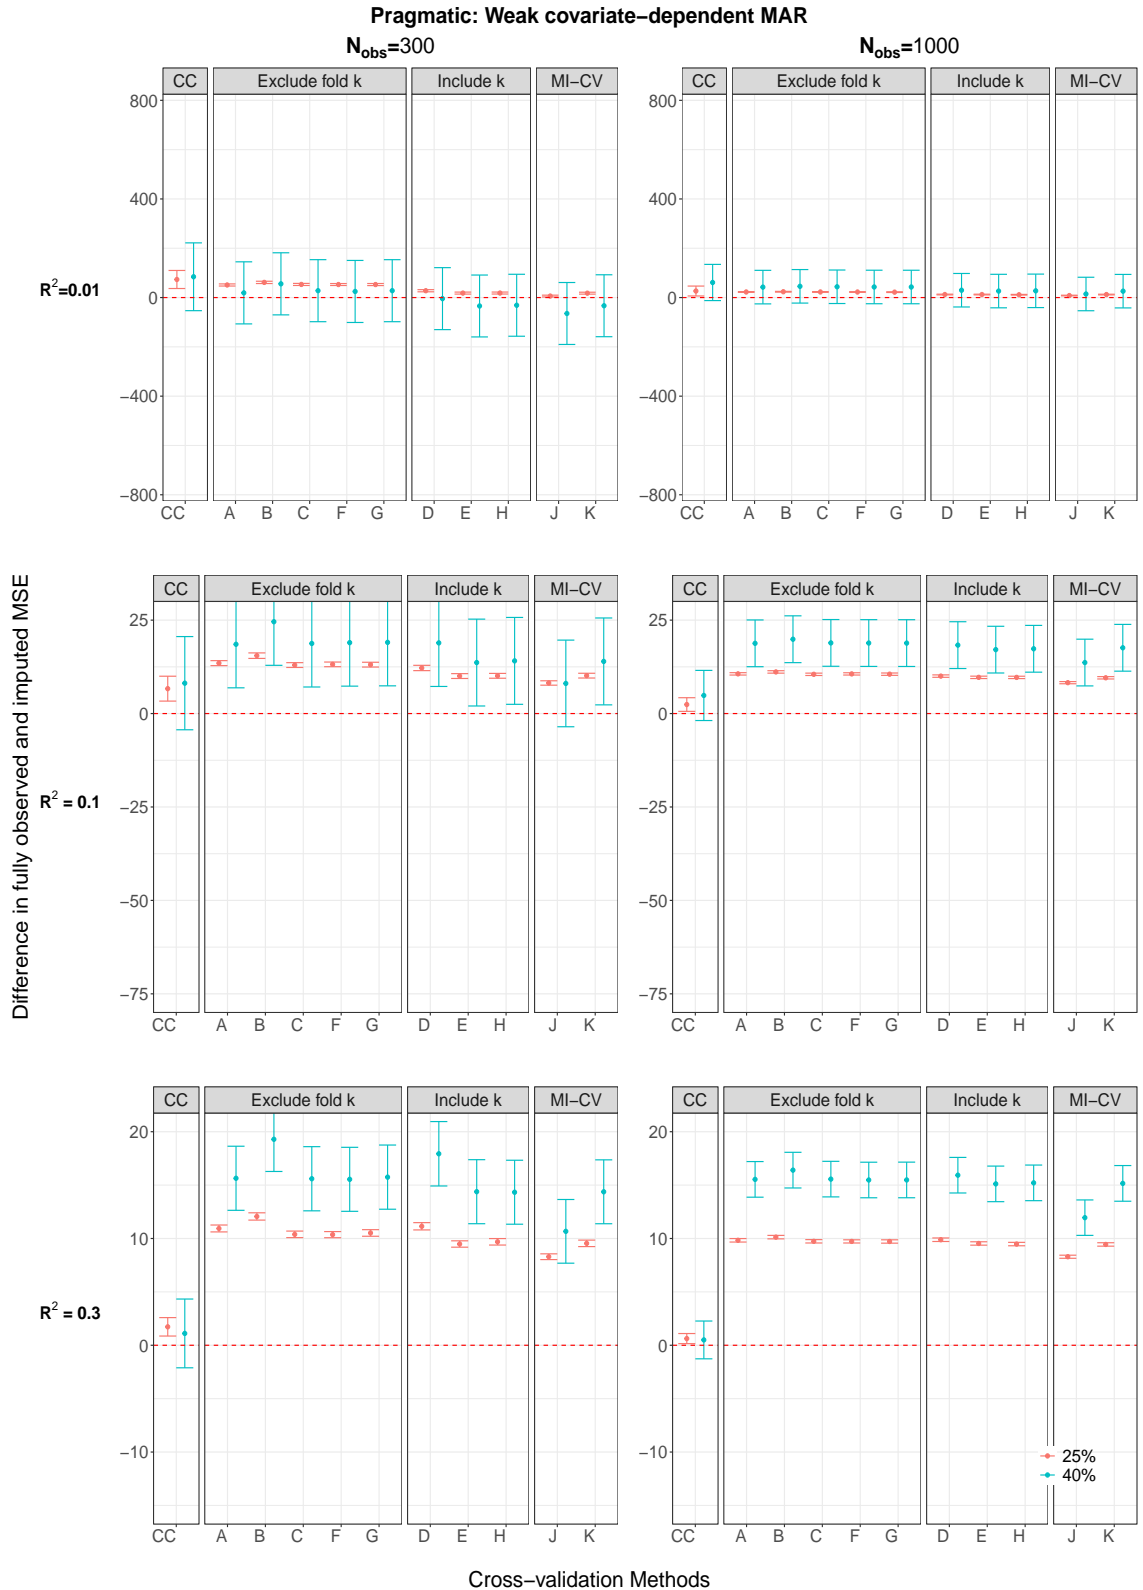 Pragmatic: Weak covariate−dependent MAR
N_obs=300 N_obs=1000
CC Exclude fold k Include k MI−CV CC Exclude fold k Include k MI−CV
800 800
400 400
R²=0.01
0 0
−400 −400
−800 −800
CC A B C F G D E H J K CC A B C F G D E H J K
Difference in fully observed and imputed MSE
CC Exclude fold k Include k MI−CV CC Exclude fold k Include k MI−CV
25 25
0 0
R² = 0.1
−25 −25
−50 −50
−75 −75
CC A B C F G D E H J K CC A B C F G D E H J K
CC Exclude fold k Include k MI−CV CC Exclude fold k Include k MI−CV
20 20
10 10
R² = 0.3
0 0
−10 −10
25%
40%
CC A B C F G D E H J K CC A B C F G D E H J K
Cross−validation Methods